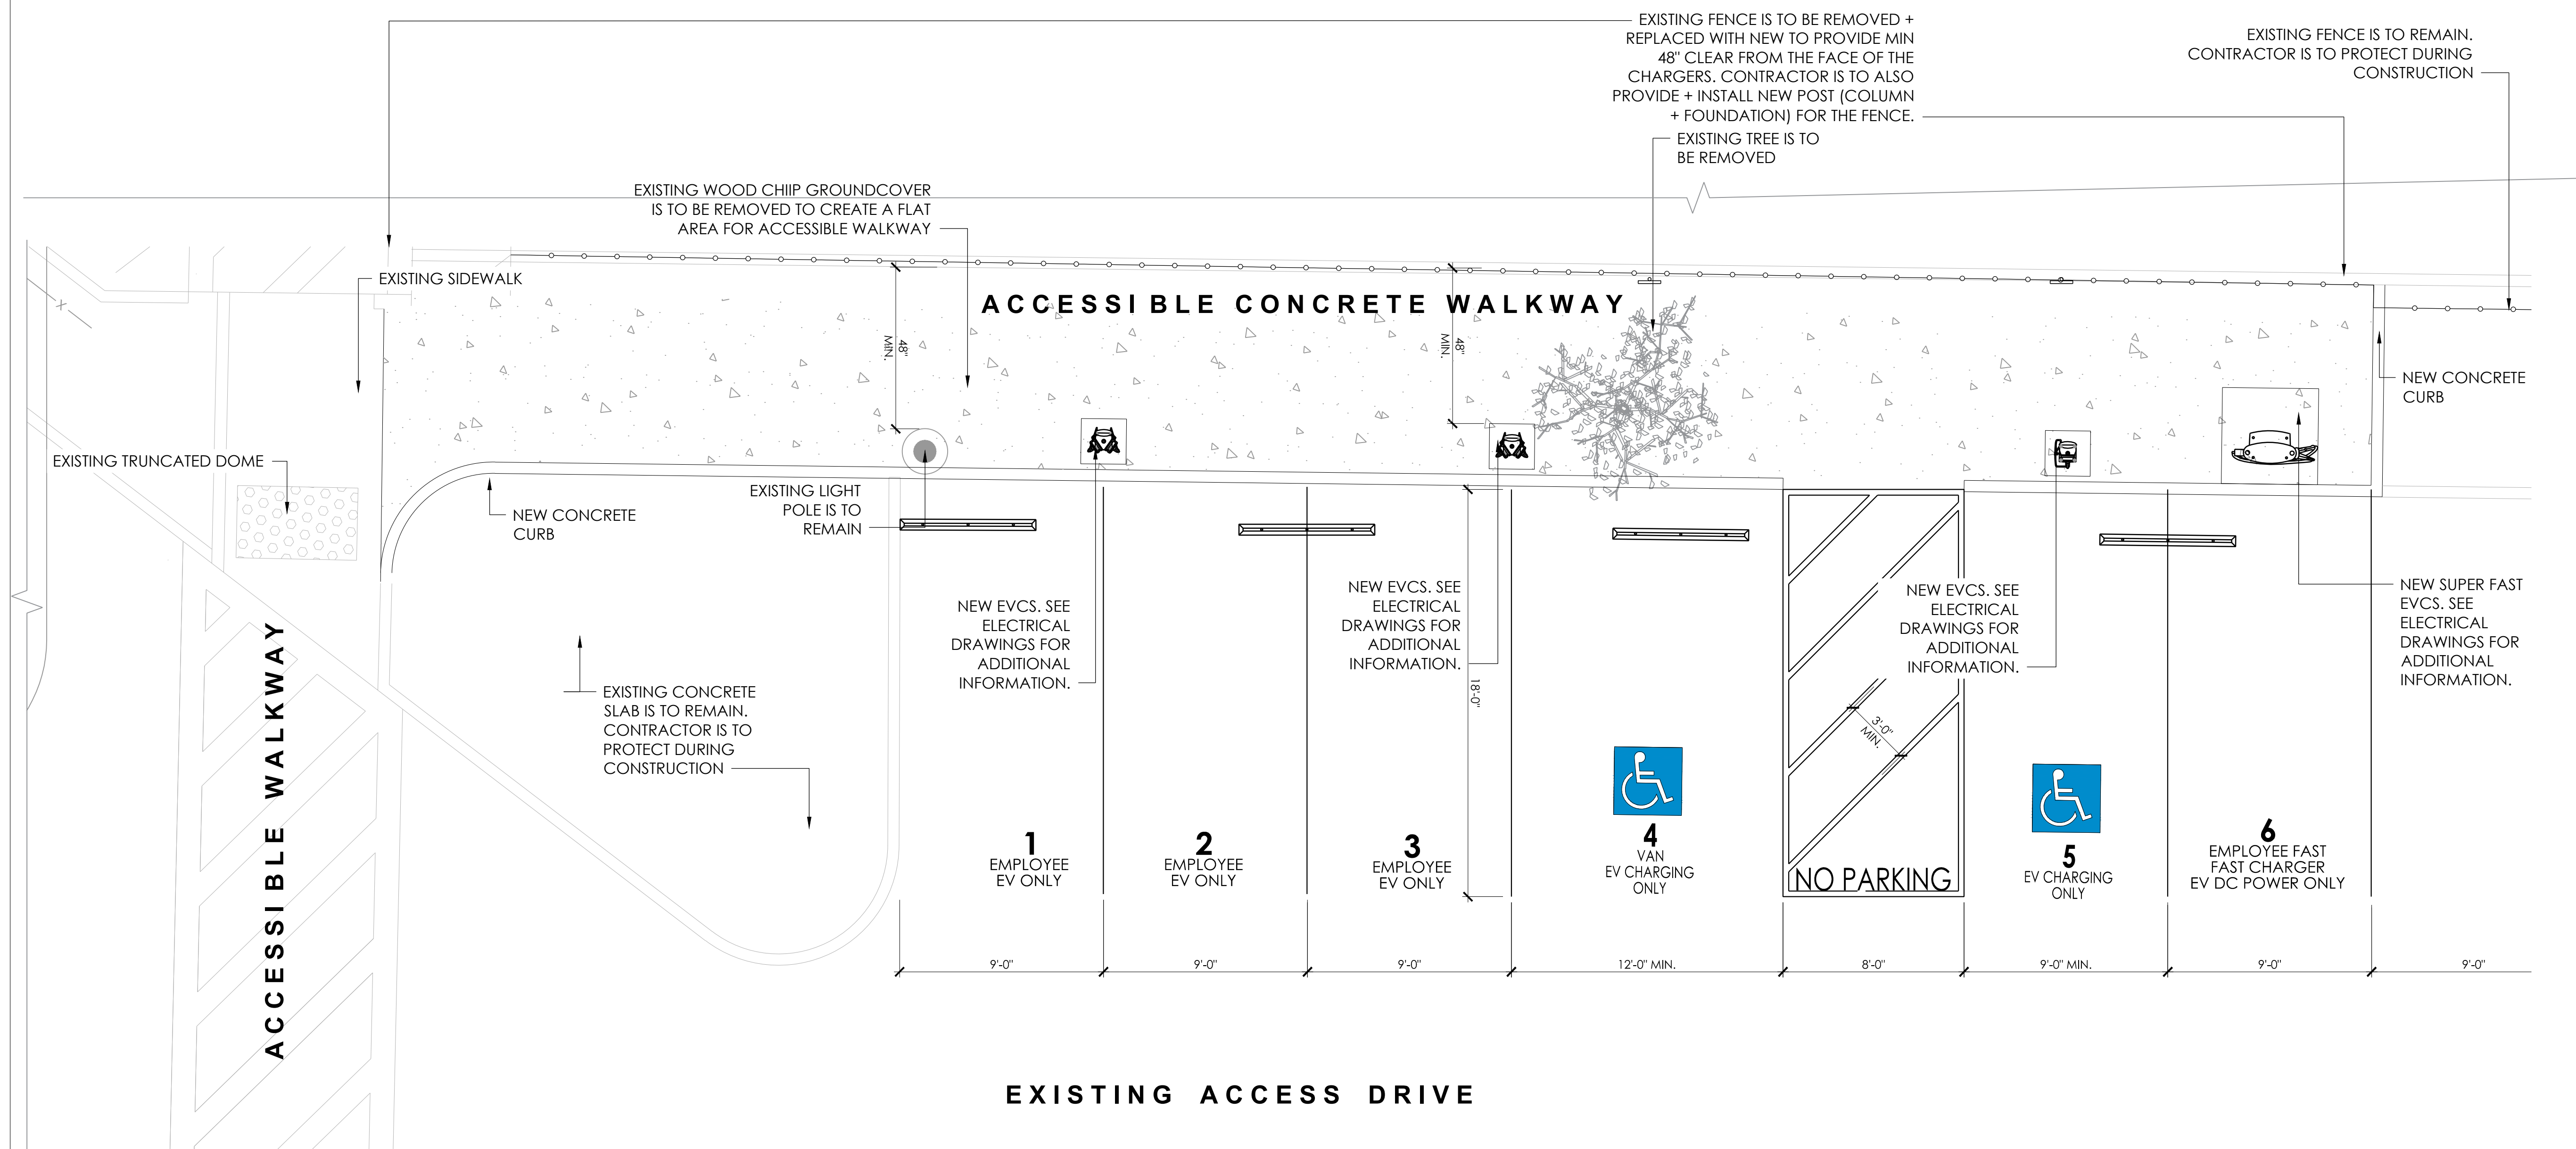 EXISTING FENCE IS TO BE REMOVED +
REPLACED WITH NEW TO PROVIDE MIN
48" CLEAR FROM THE FACE OF THE
CHARGERS. CONTRACTOR IS TO ALSO
PROVIDE + INSTALL NEW POST (COLUMN
+ FOUNDATION) FOR THE FENCE.
EXISTING FENCE IS TO REMAIN.
CONTRACTOR IS TO PROTECT DURING
CONSTRUCTION
EXISTING TREE IS TO
BE REMOVED
EXISTING WOOD CHIIP GROUNDCOVER
IS TO BE REMOVED TO CREATE A FLAT
AREA FOR ACCESSIBLE WALKWAY
EXISTING SIDEWALK
ACCESSIBLE CONCRETE WALKWAY
48"
MIN.
48"
MIN.
NEW CONCRETE
CURB
EXISTING TRUNCATED DOME
NEW CONCRETE
CURB
EXISTING LIGHT
POLE IS TO
REMAIN
NEW EVCS. SEE
ELECTRICAL
DRAWINGS FOR
ADDITIONAL
INFORMATION.
NEW EVCS. SEE
ELECTRICAL
DRAWINGS FOR
ADDITIONAL
INFORMATION.
18'-0"
NEW EVCS. SEE
ELECTRICAL
DRAWINGS FOR
ADDITIONAL
INFORMATION.
NEW SUPER FAST
EVCS. SEE
ELECTRICAL
DRAWINGS FOR
ADDITIONAL
INFORMATION.
ACCESSIBLE WALKWAY
EXISTING CONCRETE
SLAB IS TO REMAIN.
CONTRACTOR IS TO
PROTECT DURING
CONSTRUCTION
3'-0"
MIN.
1
EMPLOYEE
EV ONLY
2
EMPLOYEE
EV ONLY
3
EMPLOYEE
EV ONLY
4
VAN
EV CHARGING
ONLY
NO PARKING
5
EV CHARGING
ONLY
6
EMPLOYEE FAST
FAST CHARGER
EV DC POWER ONLY
9'-0"
9'-0"
9'-0"
12'-0" MIN.
8'-0"
9'-0" MIN.
9'-0"
9'-0"
EXISTING ACCESS DRIVE